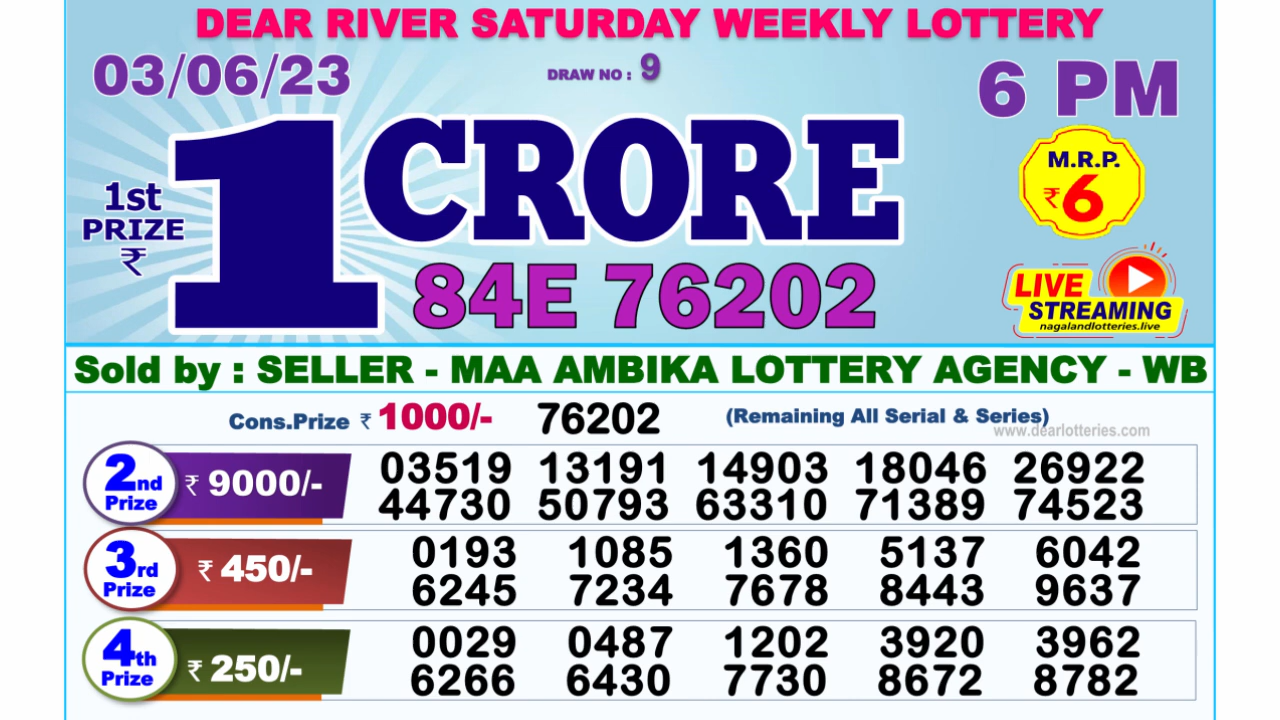 DEAR RIVER SATURDAY WEEKLY LOTTERY
03/06/23
DRAW NO : 9
6 PM
1st
PRIZE
₹
1 CRORE
M.R.P.
₹6
84E 76202
LIVE
STREAMING
nagalandlotteries.live
Sold by : SELLER - MAA AMBIKA LOTTERY AGENCY - WB
Cons.Prize ₹ 1000/- 76202 (Remaining All Serial & Series)
www.dearlotteries.com
2nd Prize ₹ 9000/-
03519 13191 14903 18046 26922
44730 50793 63310 71389 74523
3rd Prize ₹ 450/-
0193 1085 1360 5137 6042
6245 7234 7678 8443 9637
4th Prize ₹ 250/-
0029 0487 1202 3920 3962
6266 6430 7730 8672 8782